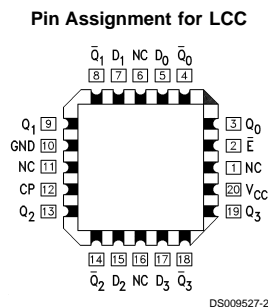 Pin Assignment for LCC
Q̅1 D1 NC D0 Q̅0
8 7 6 5 4
Q1 9
3 Q0
GND 10
2 E̅
NC 11
1 NC
CP 12
20 VCC
Q2 13
19 Q3
14 15 16 17 18
Q̅2 D2 NC D3 Q̅3
DS009527-2